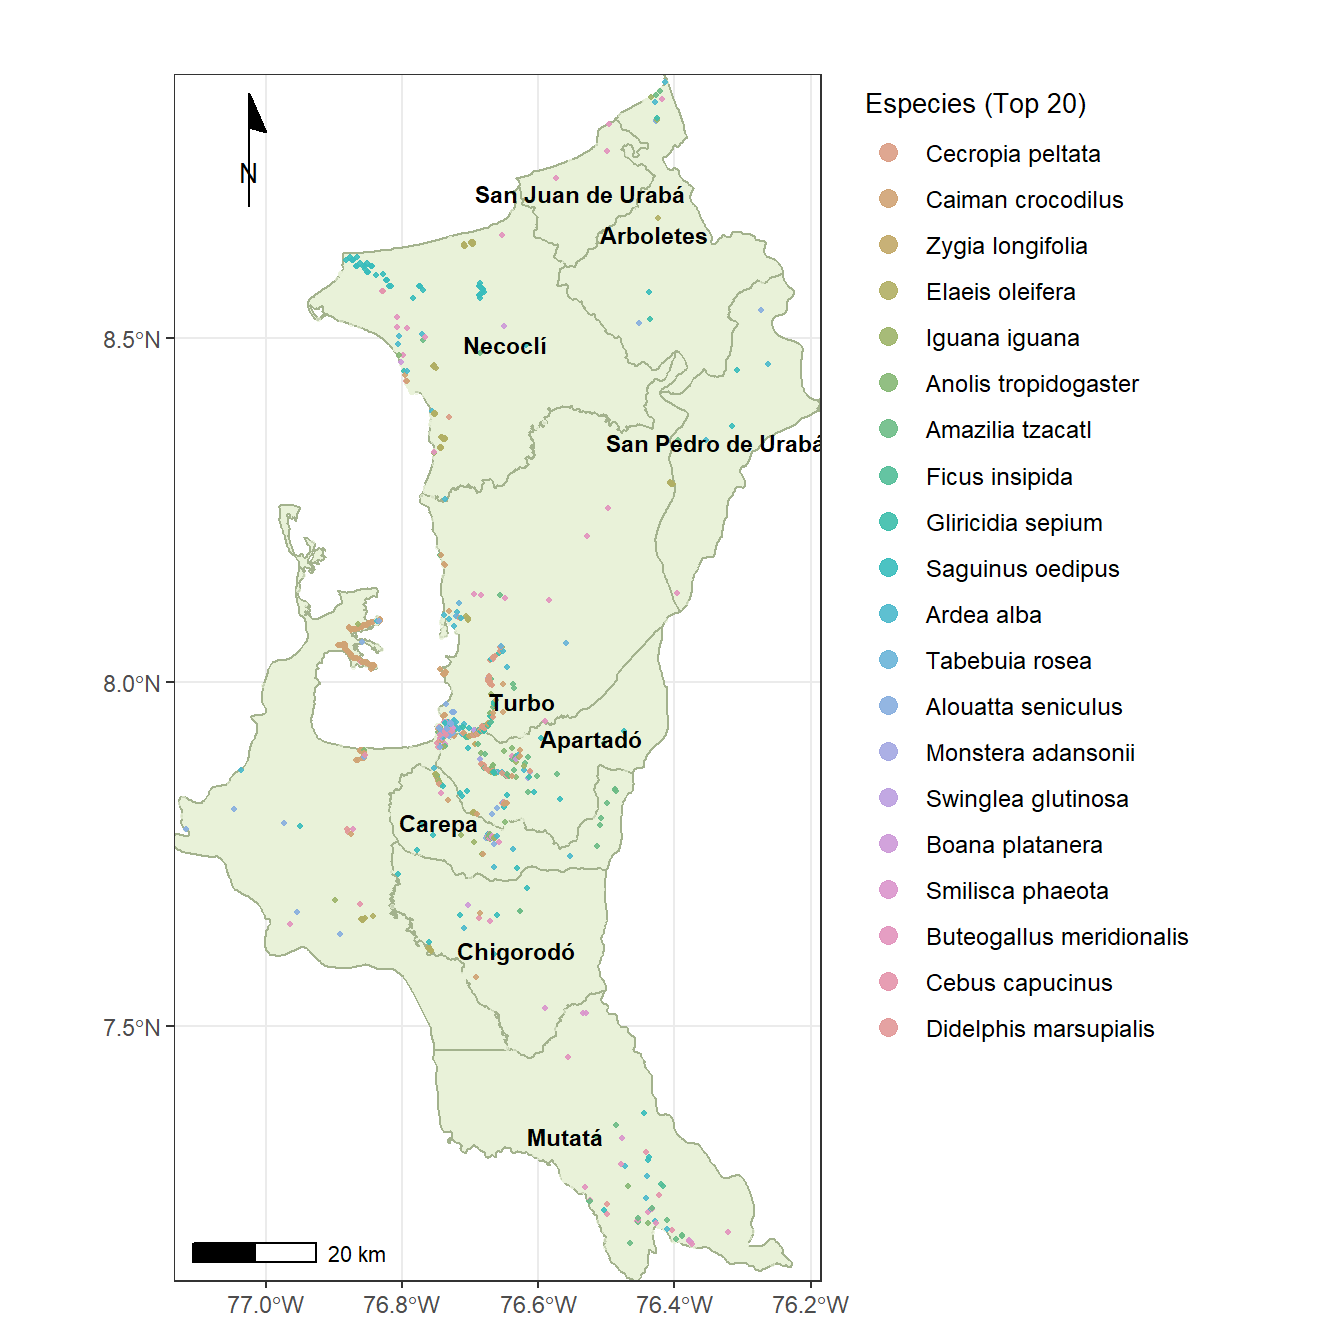 Especies (Top 20)
Cecropia peltata
Caiman crocodilus
Zygia longifolia
Elaeis oleifera
Iguana iguana
Anolis tropidogaster
Amazilia tzacatl
Ficus insipida
Gliricidia sepium
Saguinus oedipus
Ardea alba
Tabebuia rosea
Alouatta seniculus
Monstera adansonii
Swinglea glutinosa
Boana platanera
Smilisca phaeota
Buteogallus meridionalis
Cebus capucinus
Didelphis marsupialis
N
San Juan de Urabá
Arboletes
Necoclí
San Pedro de Urabá
Turbo
Apartadó
Carepa
Chigorodó
Mutatá
8.5°N
8.0°N
7.5°N
20 km
77.0°W 76.8°W 76.6°W 76.4°W 76.2°W